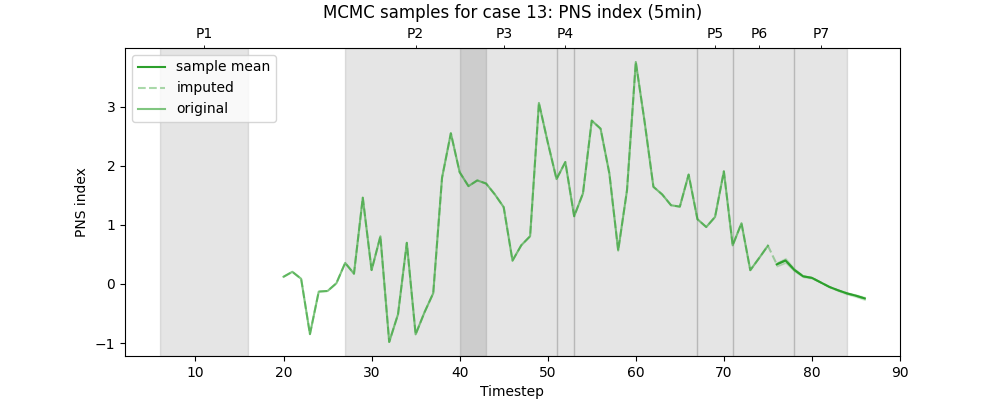 MCMC samples for case 13: PNS index (5min)
P1 P2 P3 P4 P5 P6 P7
sample mean
imputed
original
3
2
1
0
−1
PNS index
10 20 30 40 50 60 70 80 90
Timestep